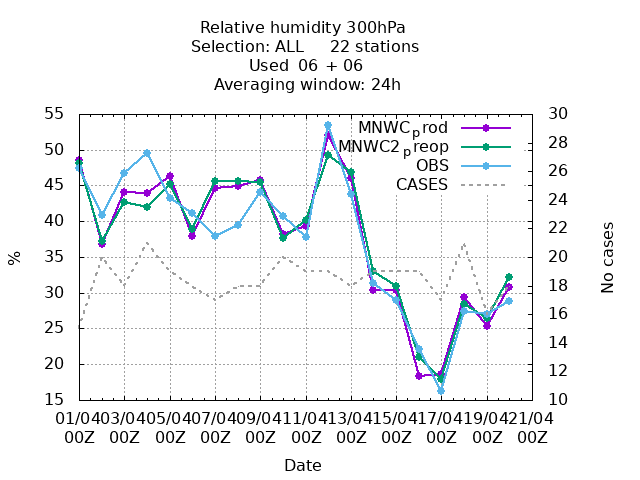 Relative humidity 300hPa
Selection: ALL 22 stations
Used 06 + 06
Averaging window: 24h
MNWC_prod
MNWC2_preop
OBS
CASES
55
50
45
40
35
30
25
20
15
%
30
28
26
24
22
20
18
16
14
12
10
No cases
01/04 03/04 05/04 07/04 09/04 11/04 13/04 15/04 17/04 19/04 21/04
00Z 00Z 00Z 00Z 00Z 00Z 00Z 00Z 00Z 00Z 00Z
Date